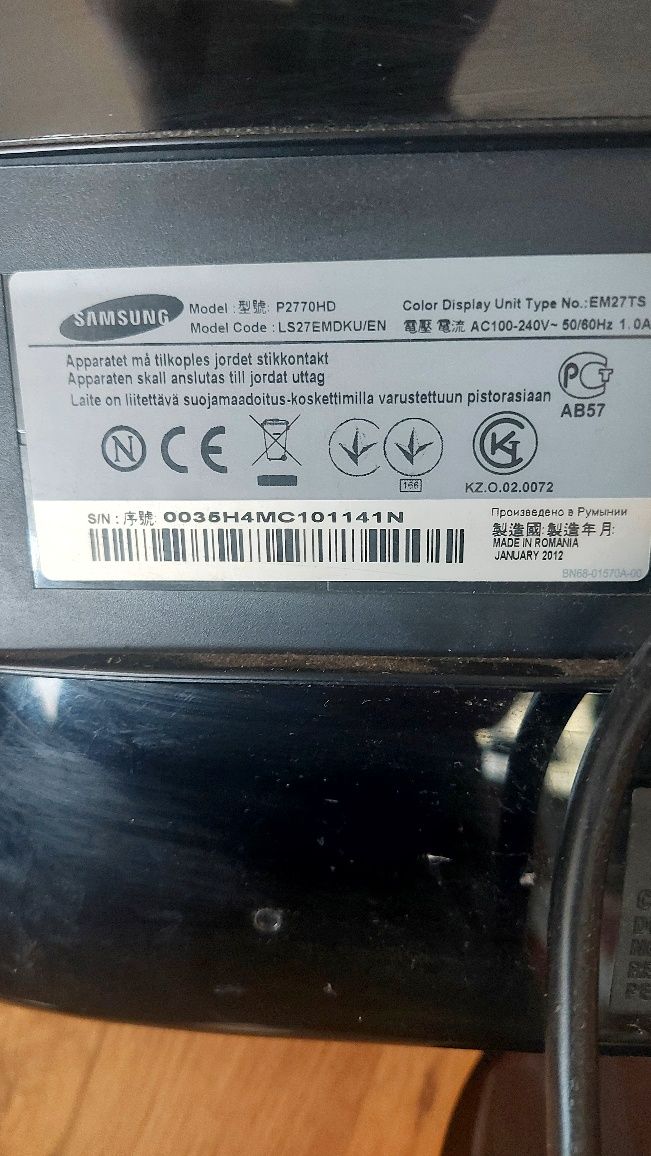 SAMSUNG
Model : 型號: P2770HD
Model Code : LS27EMDKU/EN
Color Display Unit Type No.:EM27TS
電壓 電流 AC100-240V~ 50/60Hz 1.0A
Apparatet må tilkoples jordet stikkontakt
Apparaten skall anslutas till jordat uttag
Laite on liitettävä suojamaadoitus-koskettimilla varustettuun pistorasiaan
AB57
N
CE
166
KZ.O.02.0072
S/N : 序號: 0035H4MC101141N
Произведено в Румынии
製造國:製造年月:
MADE IN ROMANIA
JANUARY 2012
BN68-01570A-00